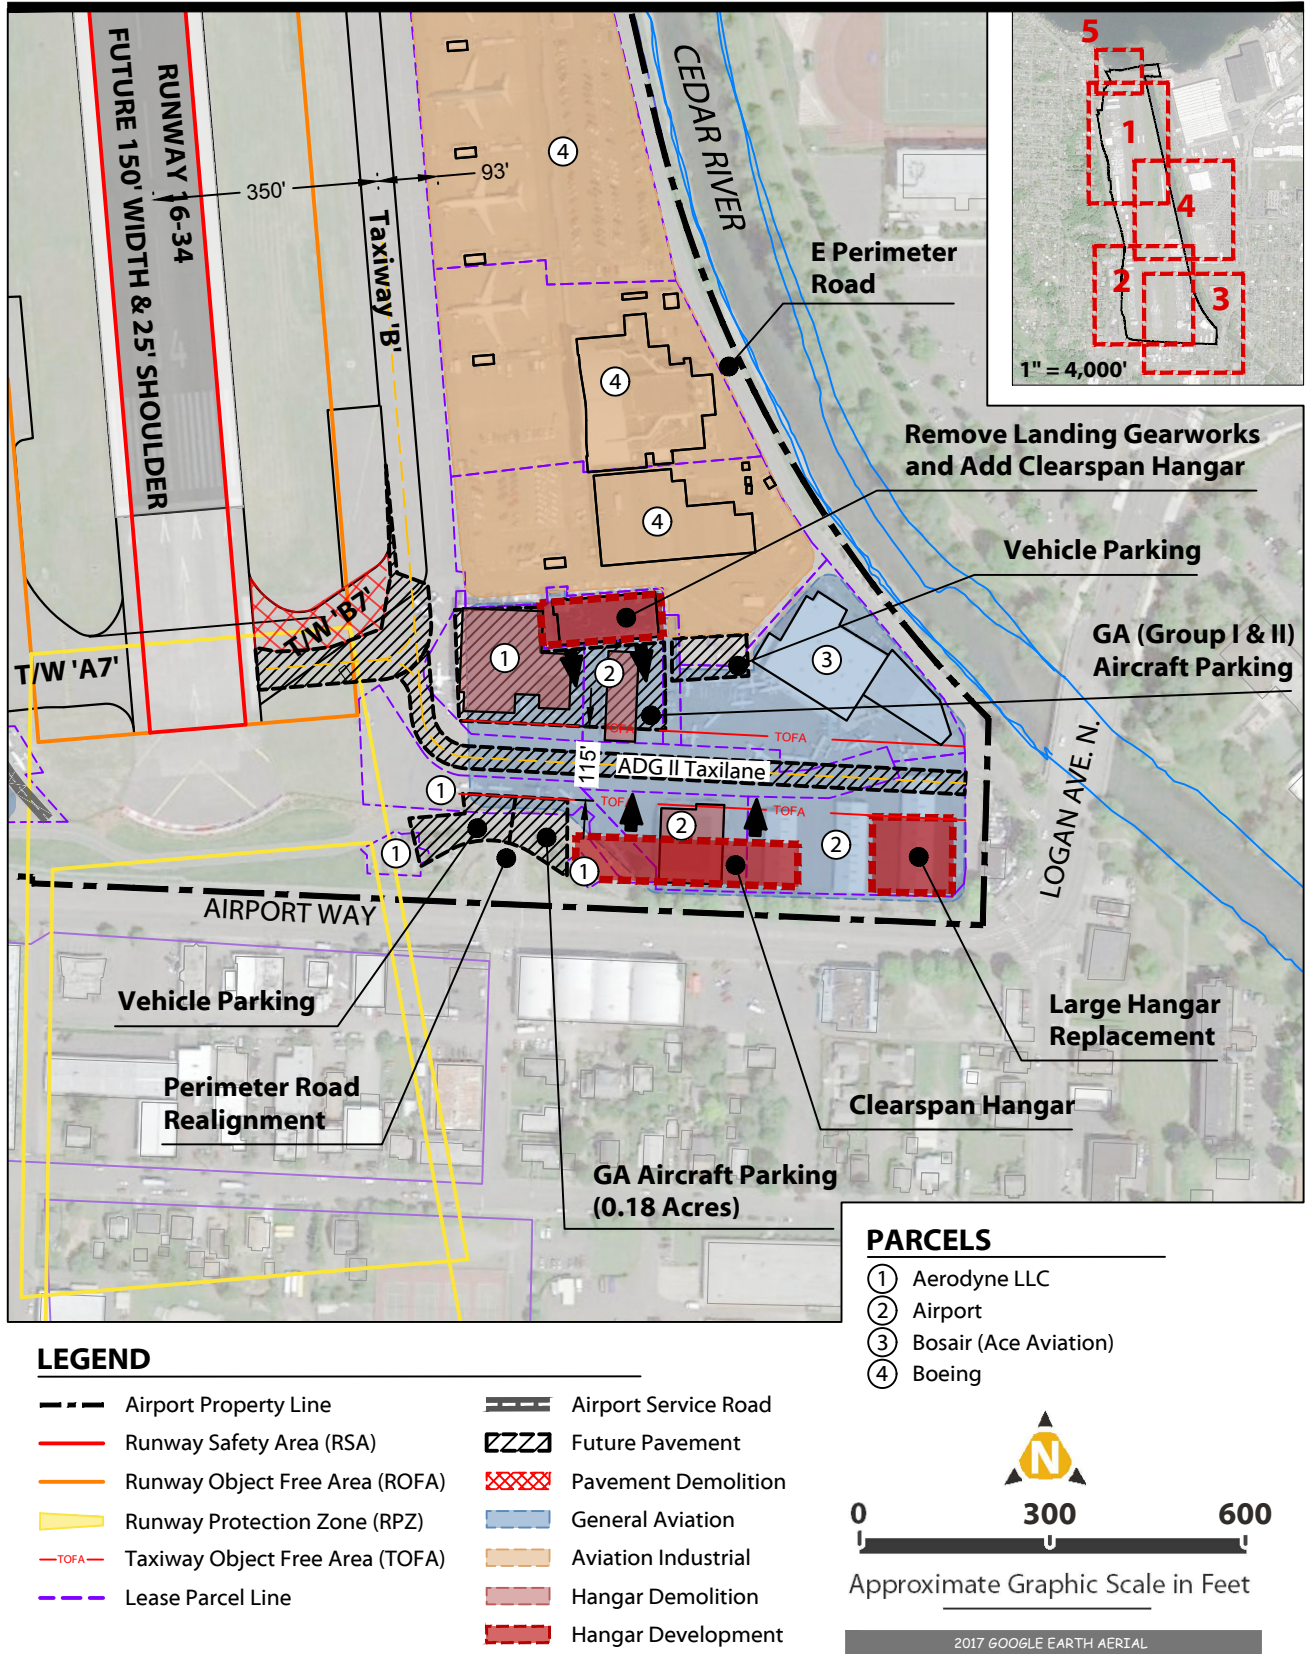 RUNWAY 16-34
FUTURE 150' WIDTH & 25' SHOULDER
350'
93'
Taxiway 'B'
4
CEDAR RIVER
5
1
4
2
3
1" = 4,000'
E Perimeter
Road
4
4
Remove Landing Gearworks
and Add Clearspan Hangar
Vehicle Parking
GA (Group I & II)
Aircraft Parking
T/W 'B7'
T/W 'A7'
1
2
3
TOFA
TOFA
115'
ADG II Taxilane
1
TOFA
TOFA
2
2
1
1
LOGAN AVE. N.
AIRPORT WAY
Vehicle Parking
Large Hangar
Replacement
Perimeter Road
Realignment
Clearspan Hangar
GA Aircraft Parking
(0.18 Acres)
PARCELS
1 Aerodyne LLC
2 Airport
3 Bosair (Ace Aviation)
4 Boeing
LEGEND
Airport Property Line
Runway Safety Area (RSA)
Runway Object Free Area (ROFA)
Runway Protection Zone (RPZ)
TOFA Taxiway Object Free Area (TOFA)
Lease Parcel Line
Airport Service Road
Future Pavement
Pavement Demolition
General Aviation
Aviation Industrial
Hangar Demolition
Hangar Development
N
0 300 600
Approximate Graphic Scale in Feet
2017 GOOGLE EARTH AERIAL